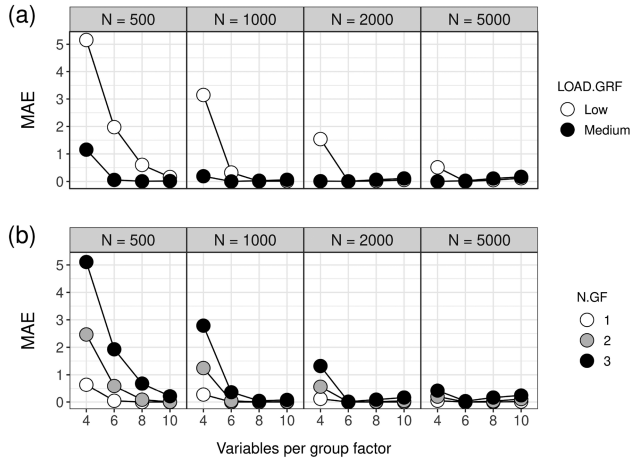 (a)
N = 500 N = 1000 N = 2000 N = 5000
MAE
5
4
3
2
1
0
LOAD.GRF
Low
Medium
(b)
N = 500 N = 1000 N = 2000 N = 5000
MAE
5
4
3
2
1
0
4 6 8 10 4 6 8 10 4 6 8 10 4 6 8 10
Variables per group factor
N.GF
1
2
3